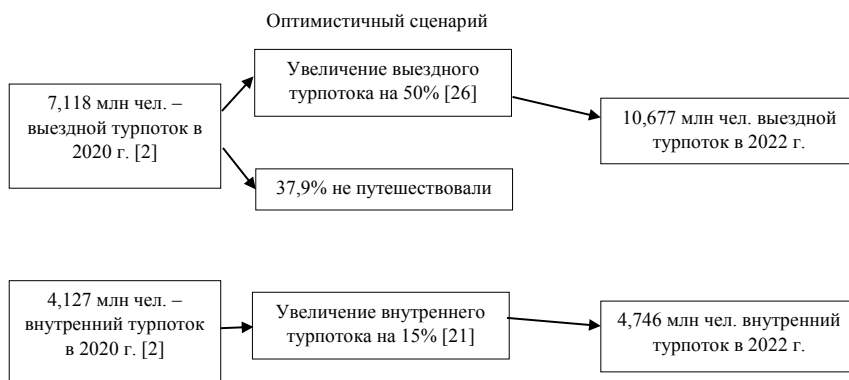 Оптимистичный сценарий
7,118 млн чел. –
выездной турпоток в
2020 г. [2]
Увеличение выездного
турпотока на 50% [26]
10,677 млн чел. выездной
турпоток в 2022 г.
37,9% не путешествовали
4,127 млн чел. –
внутренний турпоток
в 2020 г. [2]
Увеличение внутреннего
турпотока на 15% [21]
4,746 млн чел. внутренний
турпоток в 2022 г.